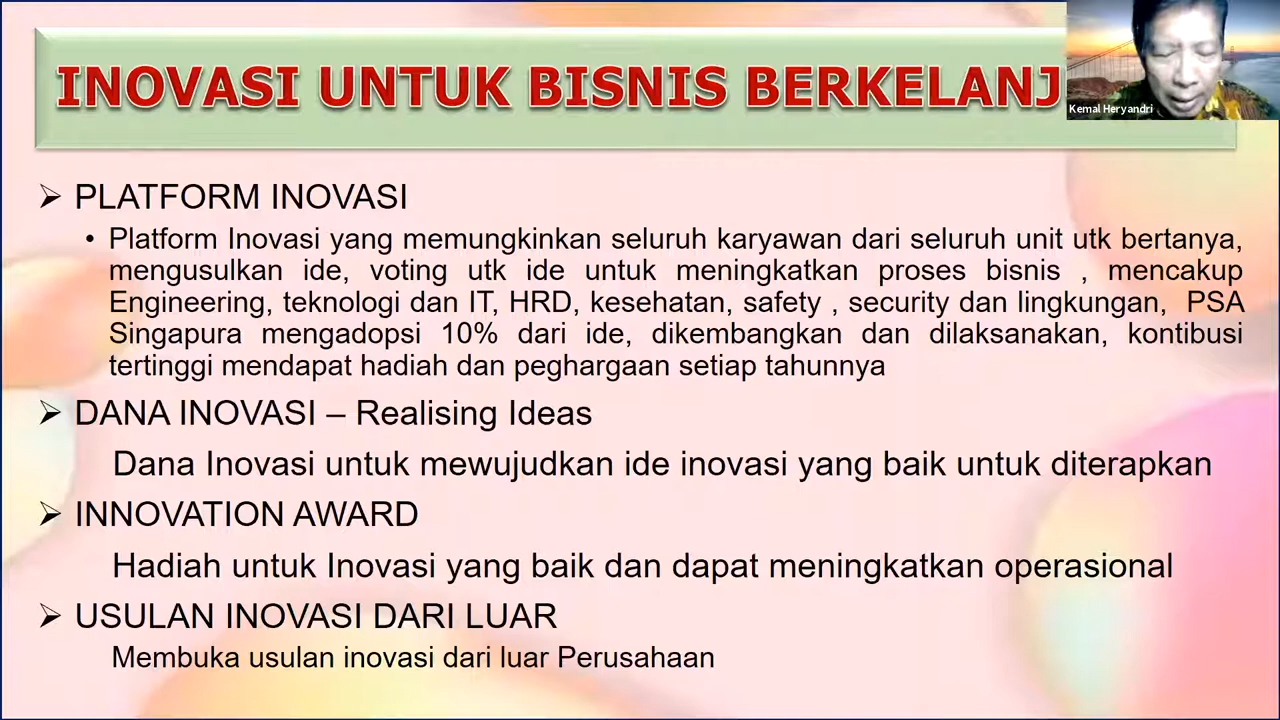 INOVASI UNTUK BISNIS BERKELANJ
Kemal Heryandri
➢ PLATFORM INOVASI
• Platform Inovasi yang memungkinkan seluruh karyawan dari seluruh unit utk bertanya,
mengusulkan ide, voting utk ide untuk meningkatkan proses bisnis , mencakup
Engineering, teknologi dan IT, HRD, kesehatan, safety , security dan lingkungan, PSA
Singapura mengadopsi 10% dari ide, dikembangkan dan dilaksanakan, kontibusi
tertinggi mendapat hadiah dan peghargaan setiap tahunnya
➢ DANA INOVASI – Realising Ideas
Dana Inovasi untuk mewujudkan ide inovasi yang baik untuk diterapkan
➢ INNOVATION AWARD
Hadiah untuk Inovasi yang baik dan dapat meningkatkan operasional
➢ USULAN INOVASI DARI LUAR
Membuka usulan inovasi dari luar Perusahaan